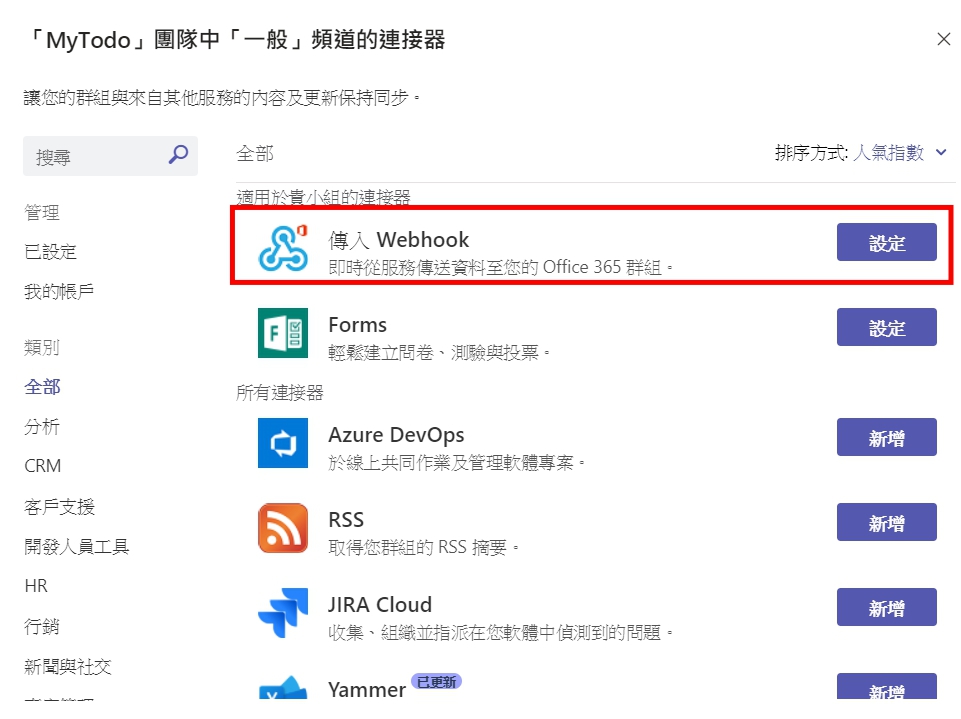 「MyTodo」團隊中「一般」頻道的連接器
讓您的群組與來自其他服務的內容及更新保持同步。
搜尋
全部
排序方式: 人氣指數
管理
已設定
我的帳戶
類別
全部
分析
CRM
客戶支援
開發人員工具
HR
行銷
新聞與社交
適用於貴小組的連接器
傳入 Webhook
即時從服務傳送資料至您的 Office 365 群組。
設定
Forms
輕鬆建立問卷、測驗與投票。
設定
所有連接器
Azure DevOps
於線上共同作業及管理軟體專案。
新增
RSS
取得您群組的 RSS 摘要。
新增
JIRA Cloud
收集、組織並指派在您軟體中偵測到的問題。
新增
Yammer 已更新
新增